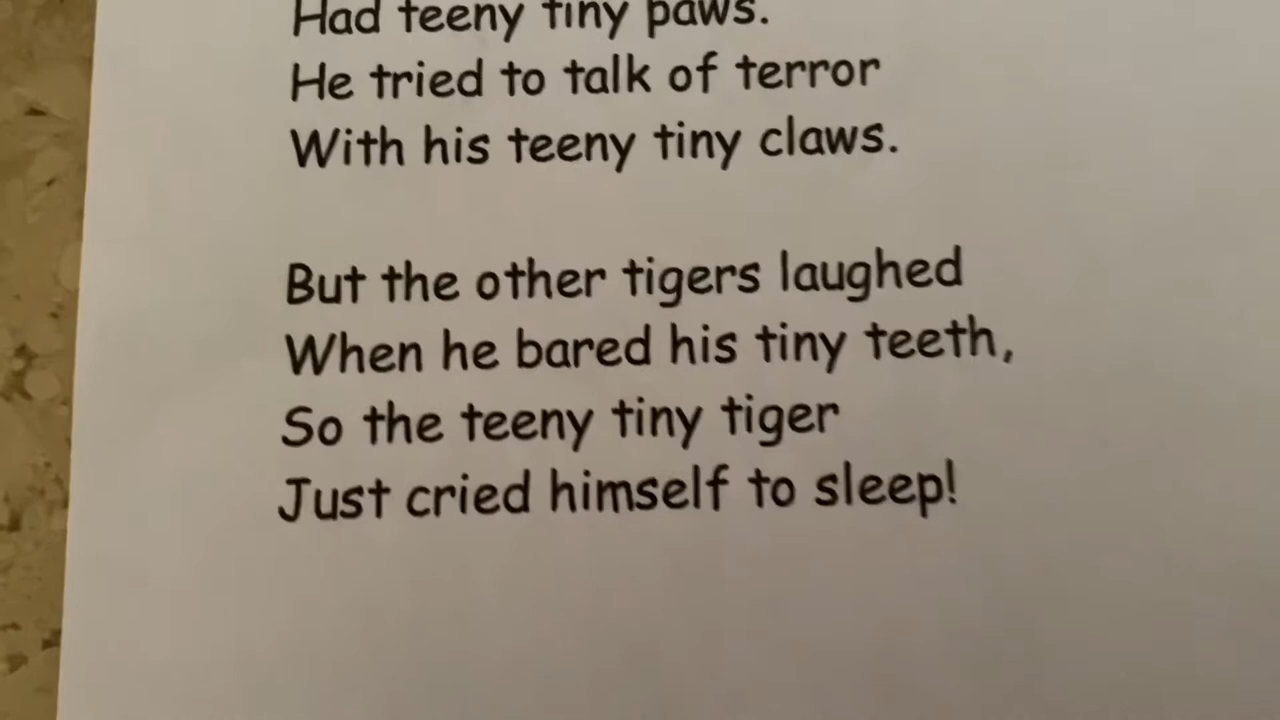 Had teeny tiny paws.
He tried to talk of terror
With his teeny tiny claws.
But the other tigers laughed
When he bared his tiny teeth,
So the teeny tiny tiger
Just cried himself to sleep!